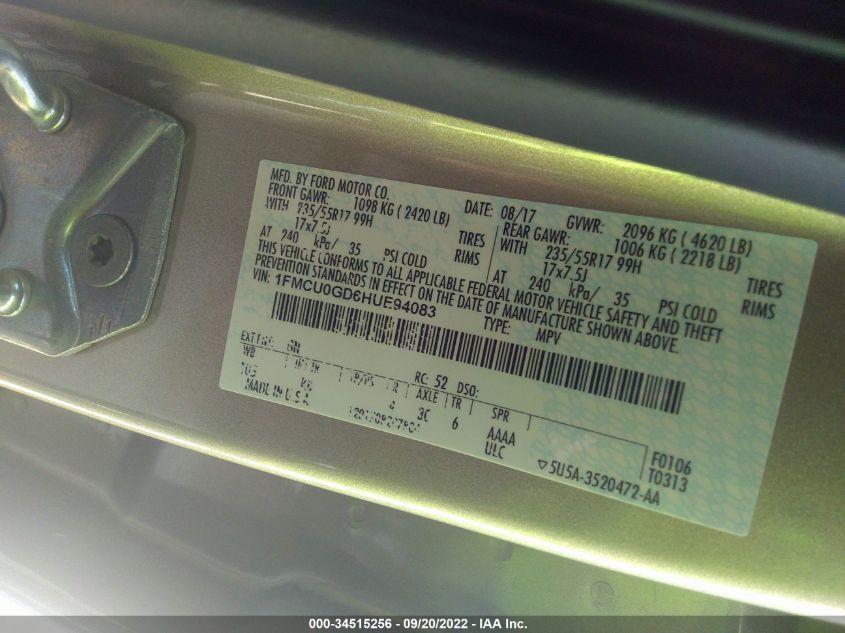 MFD. BY FORD MOTOR CO. DATE: 08/17 GVWR: 2096 KG ( 4620 LB)
FRONT GAWR: 1098 KG ( 2420 LB) REAR GAWR: 1006 KG ( 2218 LB)
WITH 235/55R17 99H TIRES WITH 235/55R17 99H TIRES
17x7.5J RIMS 17x7.5J RIMS
AT 240 kPa/ 35 PSI COLD AT 240 kPa/ 35 PSI COLD
THIS VEHICLE CONFORMS TO ALL APPLICABLE FEDERAL MOTOR VEHICLE SAFETY AND THEFT
PREVENTION STANDARDS IN EFFECT ON THE DATE OF MANUFACTURE SHOWN ABOVE.
VIN: 1FMCU0GD6HUE94083
TYPE: MPV
EXT RC: 52 DSO:
WB R AXLE TR SPR
105 3C 6 AAAA F0106
MADE IN U.S.A ULC T0313
▽5U5A-3520472-AA
000-34515256 - 09/20/2022 - IAA Inc.